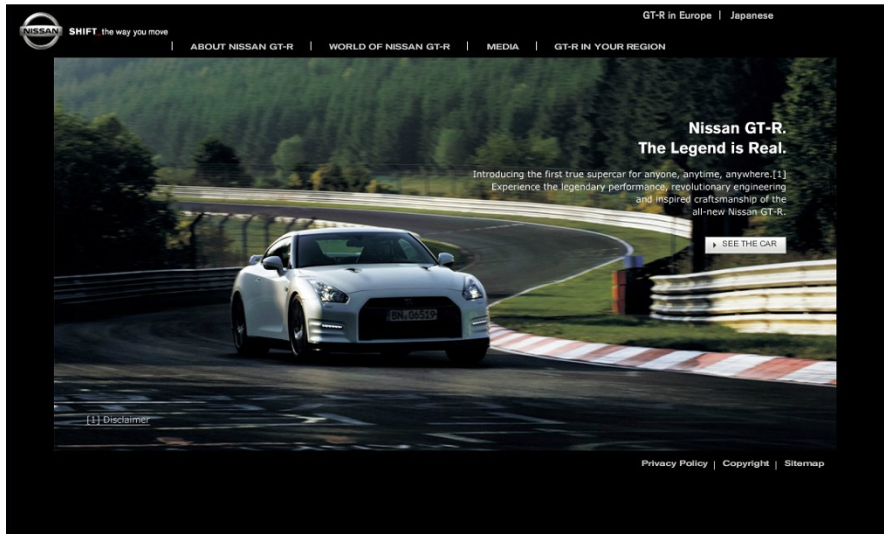 GT-R in Europe | Japanese
NISSAN SHIFT_the way you move
| ABOUT NISSAN GT-R | WORLD OF NISSAN GT-R | MEDIA | GT-R IN YOUR REGION
Nissan GT-R.
The Legend is Real.
Introducing the first true supercar for anyone, anytime, anywhere.[1]
Experience the legendary performance, revolutionary engineering
and inspired craftsmanship of the
all-new Nissan GT-R.
SEE THE CAR
BN 06519
[1] Disclaimer
Privacy Policy | Copyright | Sitemap